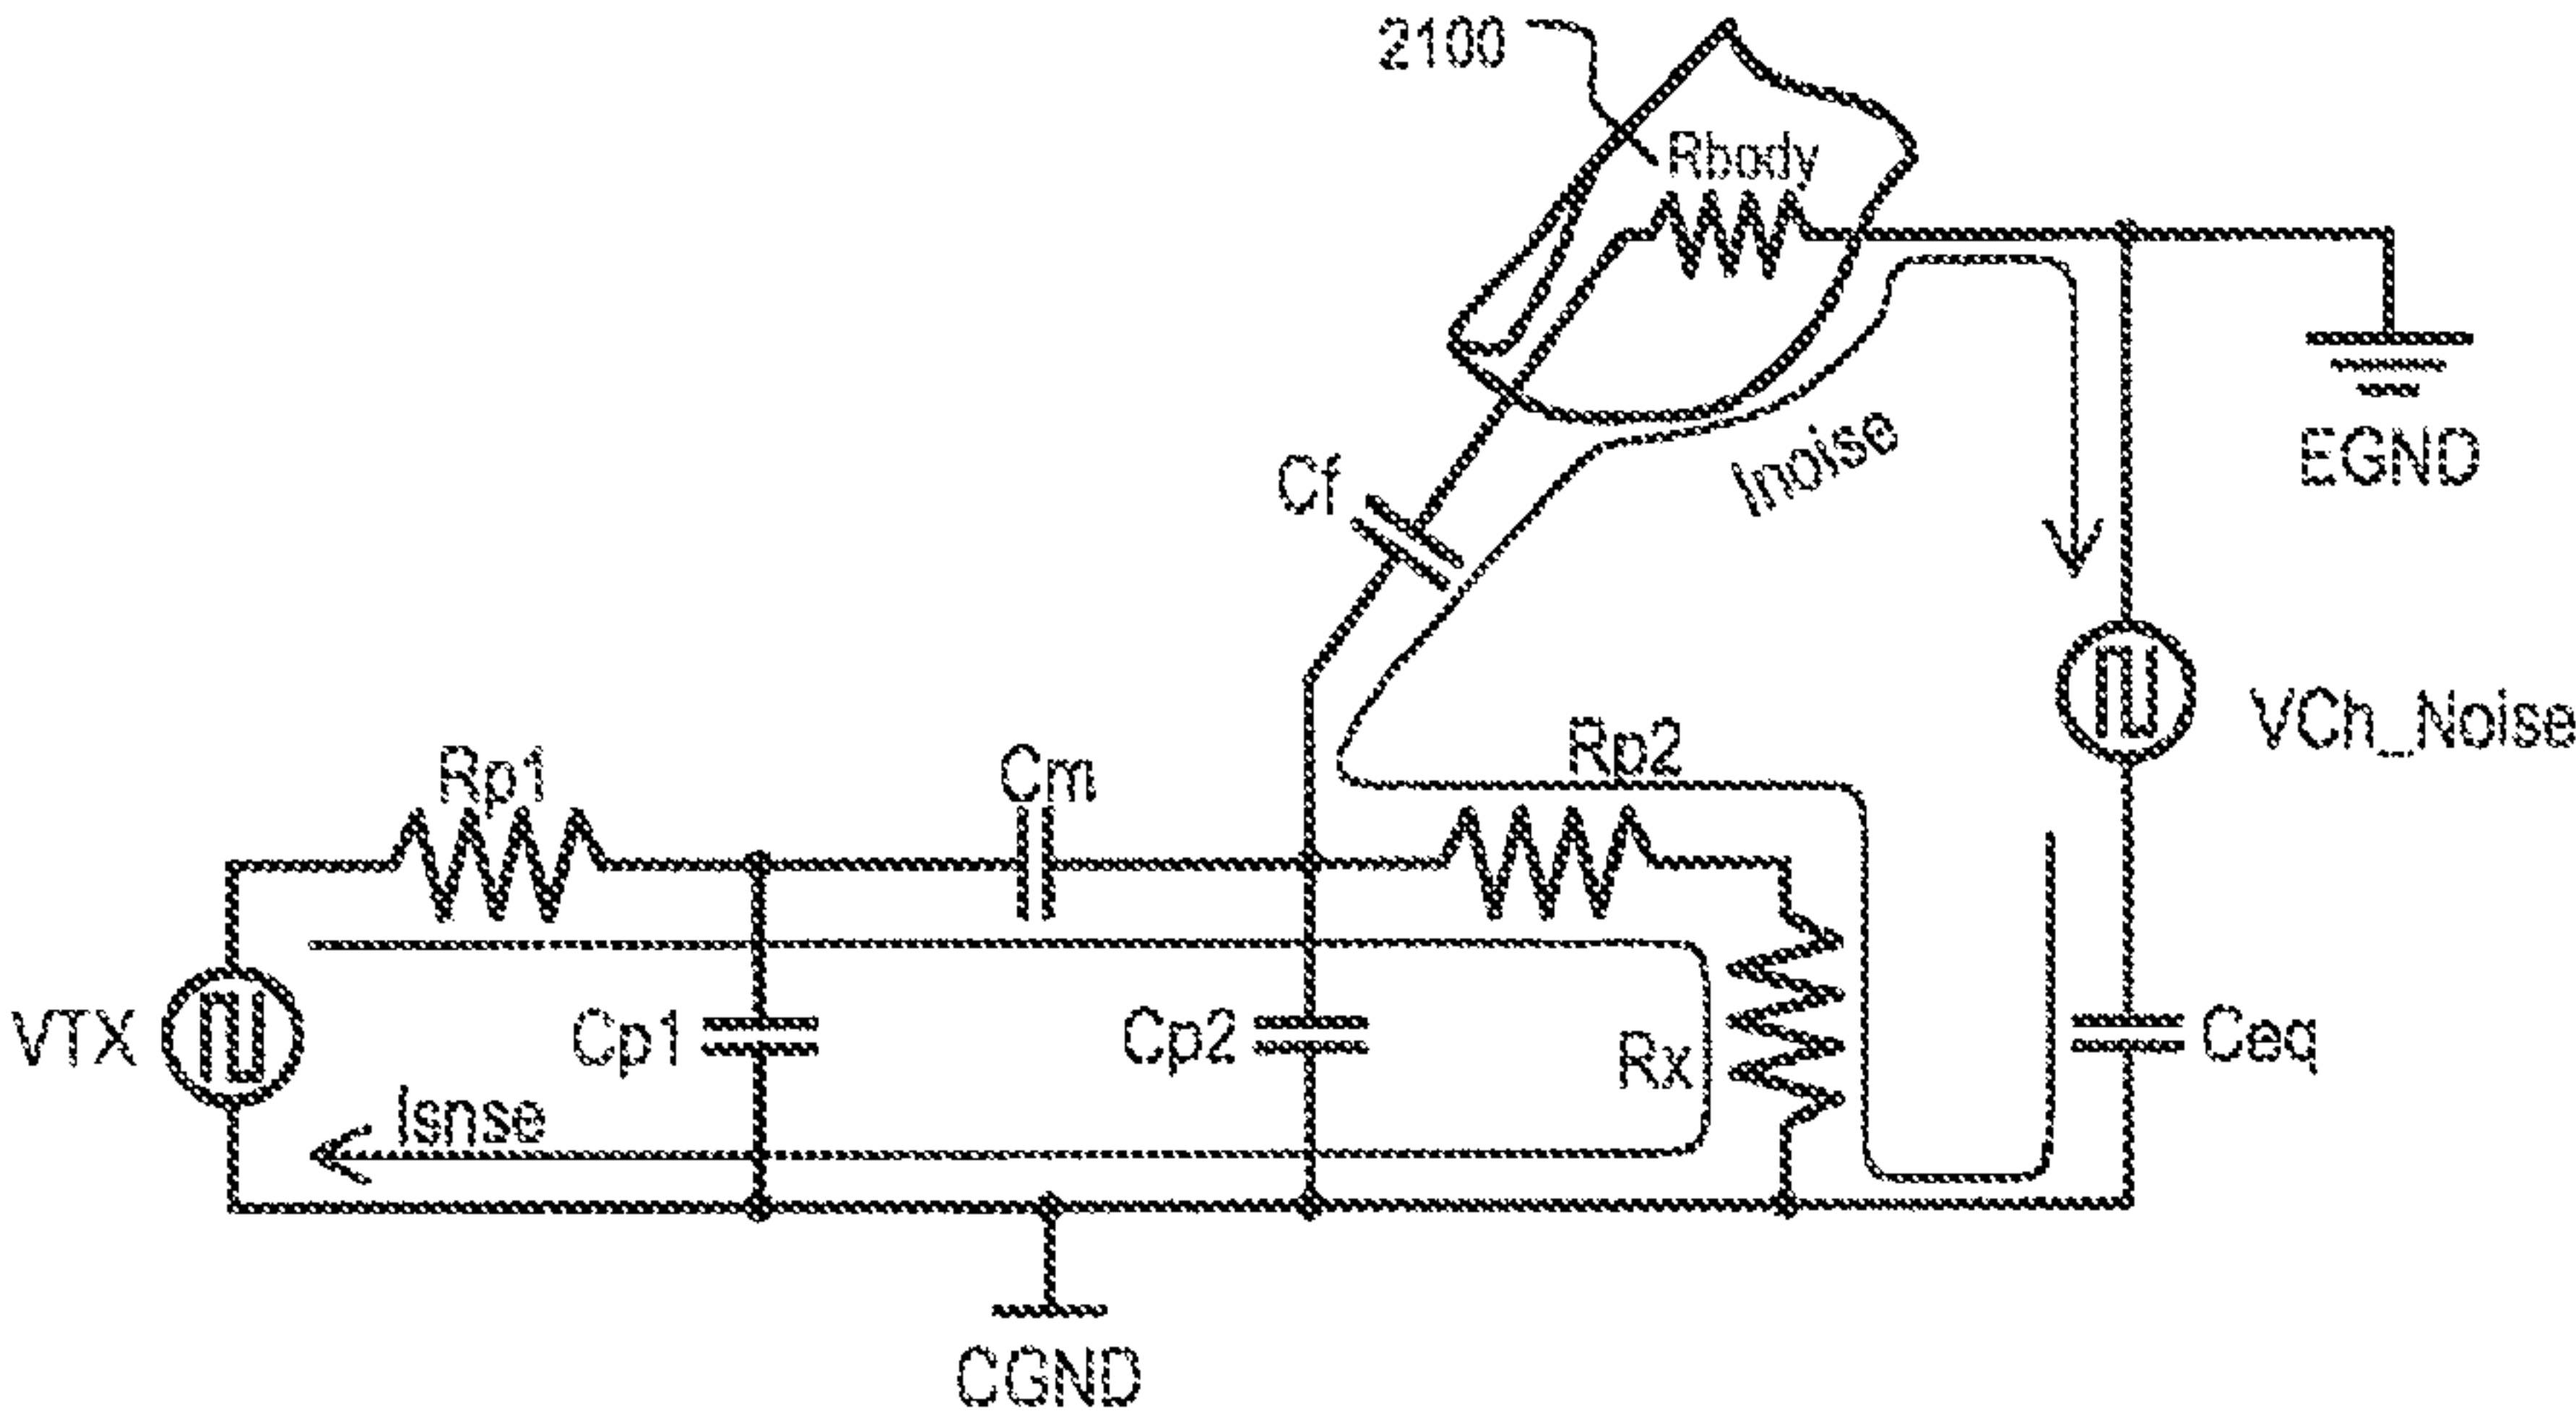 2100
Rbody
EGND
Inoise
Cf
VCh_Noise
Rp1
Cm
Rp2
VTX
Cp1
Cp2
Rx
Ceq
Isnse
CGND